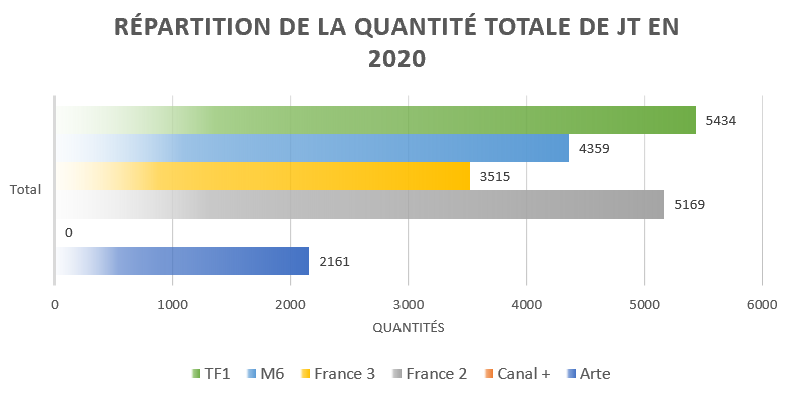 RÉPARTITION DE LA QUANTITÉ TOTALE DE JT EN
2020
5434
4359
3515
Total
5169
0
2161
0 1000 2000 3000 4000 5000 6000
QUANTITÉS
TF1 M6 France 3 France 2 Canal + Arte